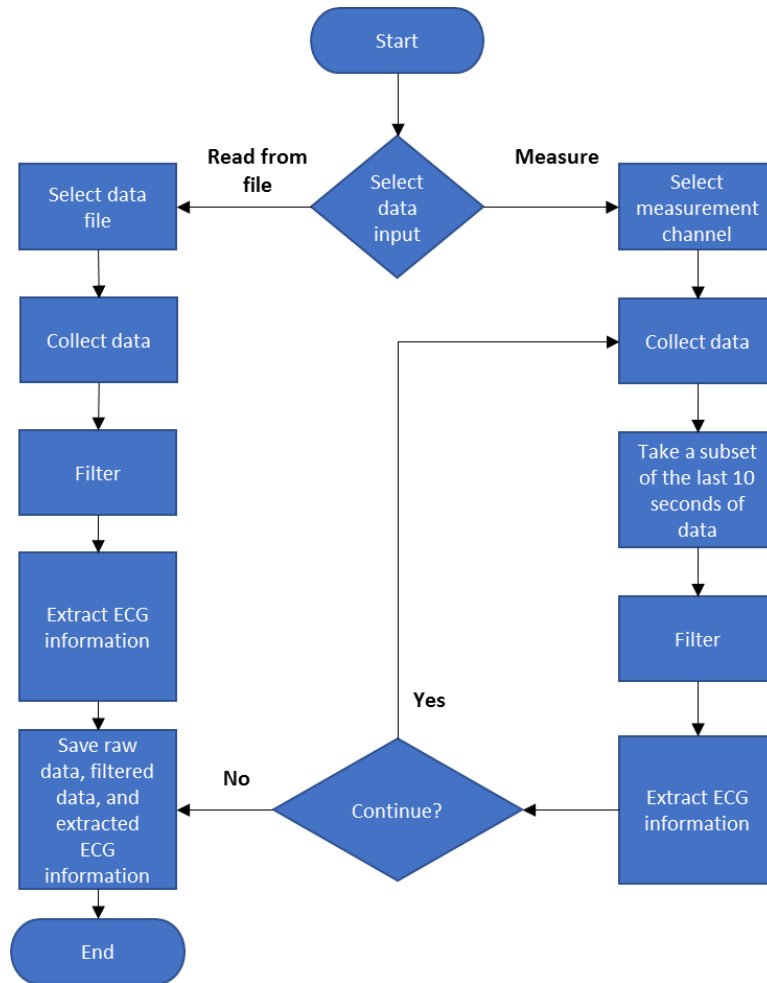 Start
Read from
file
Measure
Select data
file
Select
data
input
Select
measurement
channel
Collect data
Collect data
Filter
Take a subset
of the last 10
seconds of
data
Extract ECG
information
Filter
Yes
Save raw
data, filtered
data, and
extracted
ECG
information
No
Continue?
Extract ECG
information
End